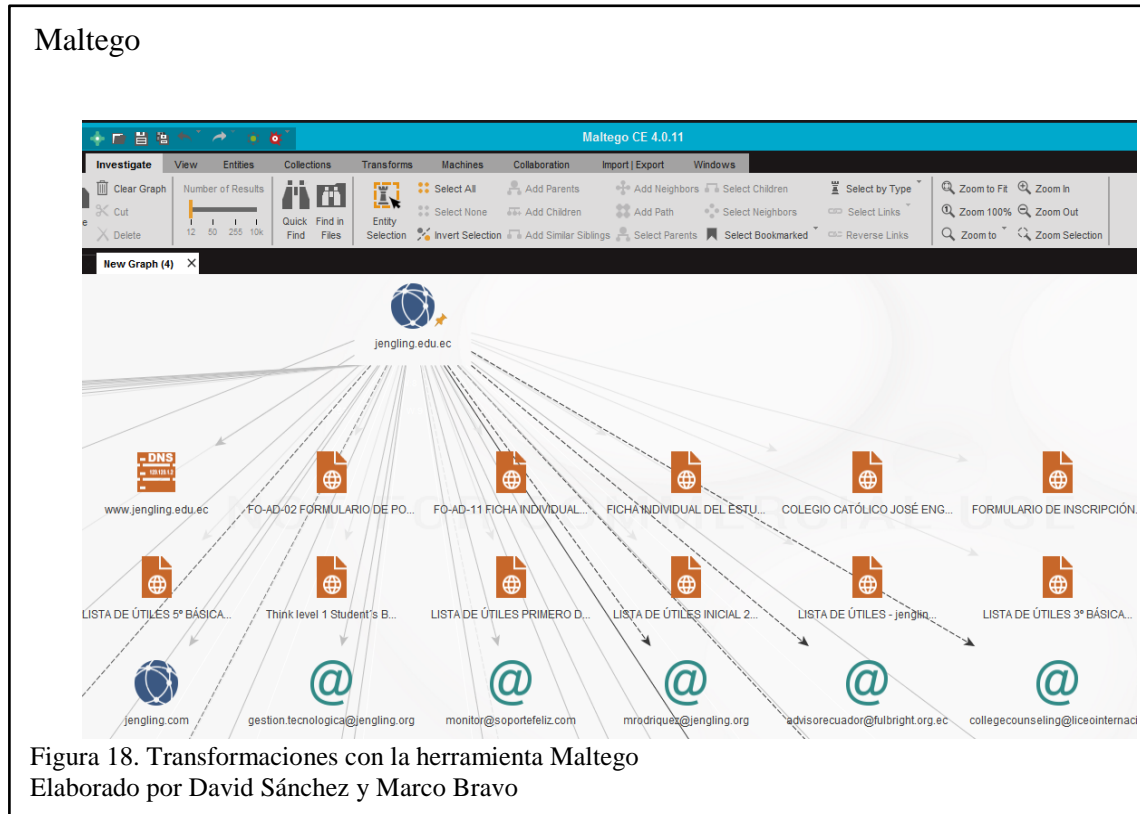 Maltego
Maltego CE 4.0.11
Investigate View Entities Collections Transforms Machines Collaboration Import | Export Windows
Clear Graph Number of Results Select All Add Parents Add Neighbors Select Children Select by Type Zoom to Fit Zoom In
Cut Quick Find in Entity Select None Add Children Add Path Select Neighbors Select Links Zoom 100% Zoom Out
Delete 12 50 255 10k Find Files Selection Invert Selection Add Similar Siblings Select Parents Select Bookmarked Reverse Links Zoom to Zoom Selection
New Graph (4)
jengling.edu.ec
DNS
www.jengling.edu.ec FO-AD-02 FORMULARIO DE PO... FO-AD-11 FICHA INDIVIDUAL... FICHA INDIVIDUAL DEL ESTU... COLEGIO CATÓLICO JOSÉ ENG... FORMULARIO DE INSCRIPCIÓN.
NOT FOR COMMERCIAL USE
LISTA DE ÚTILES 5º BÁSICA... Think level 1 Student´s B... LISTA DE ÚTILES PRIMERO D... LISTA DE ÚTILES INICIAL 2... LISTA DE ÚTILES - jenglin... LISTA DE ÚTILES 3º BÁSICA...
jengling.com gestion.tecnologica@jengling.org monitor@soportefeliz.com mrodriquez@jengling.org advisorecuador@fulbright.org.ec collegecounseling@liceointernaci
Figura 18. Transformaciones con la herramienta Maltego
Elaborado por David Sánchez y Marco Bravo